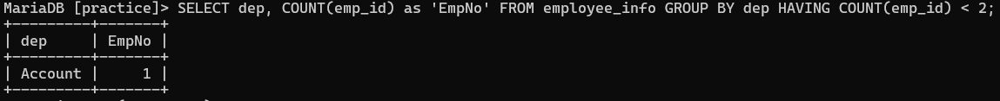 MariaDB [practice]> SELECT dep, COUNT(emp_id) as 'EmpNo' FROM employee_info GROUP BY dep HAVING COUNT(emp_id) < 2;
+---------+-------+
| dep     | EmpNo |
+---------+-------+
| Account |     1 |
+---------+-------+